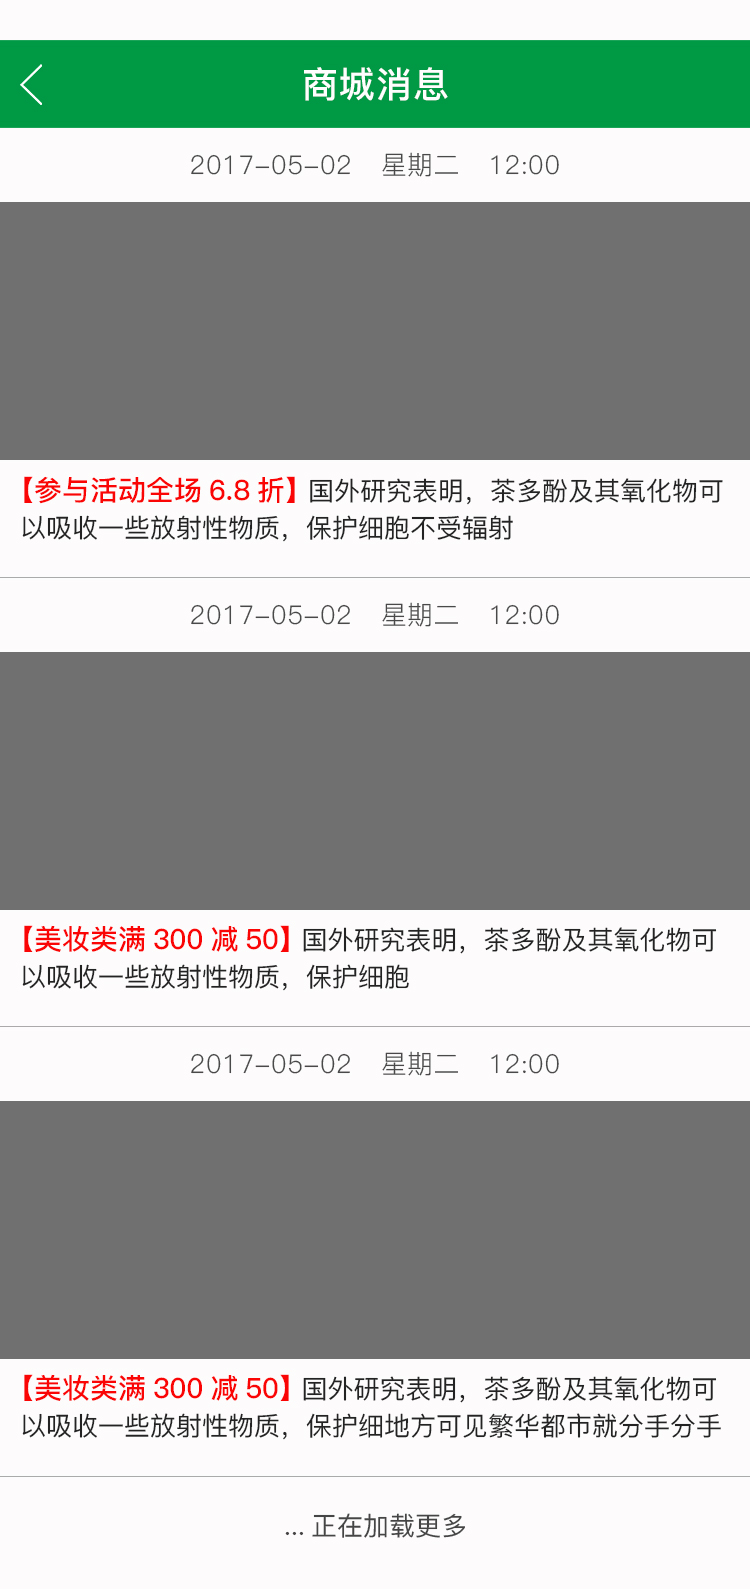 商城消息
2017-05-02 星期二 12:00
【参与活动全场 6.8 折】国外研究表明，茶多酚及其氧化物可
以吸收一些放射性物质，保护细胞不受辐射
2017-05-02 星期二 12:00
【美妆类满 300 减 50】国外研究表明，茶多酚及其氧化物可
以吸收一些放射性物质，保护细胞
2017-05-02 星期二 12:00
【美妆类满 300 减 50】国外研究表明，茶多酚及其氧化物可
以吸收一些放射性物质，保护细地方可见繁华都市就分手分手
... 正在加载更多